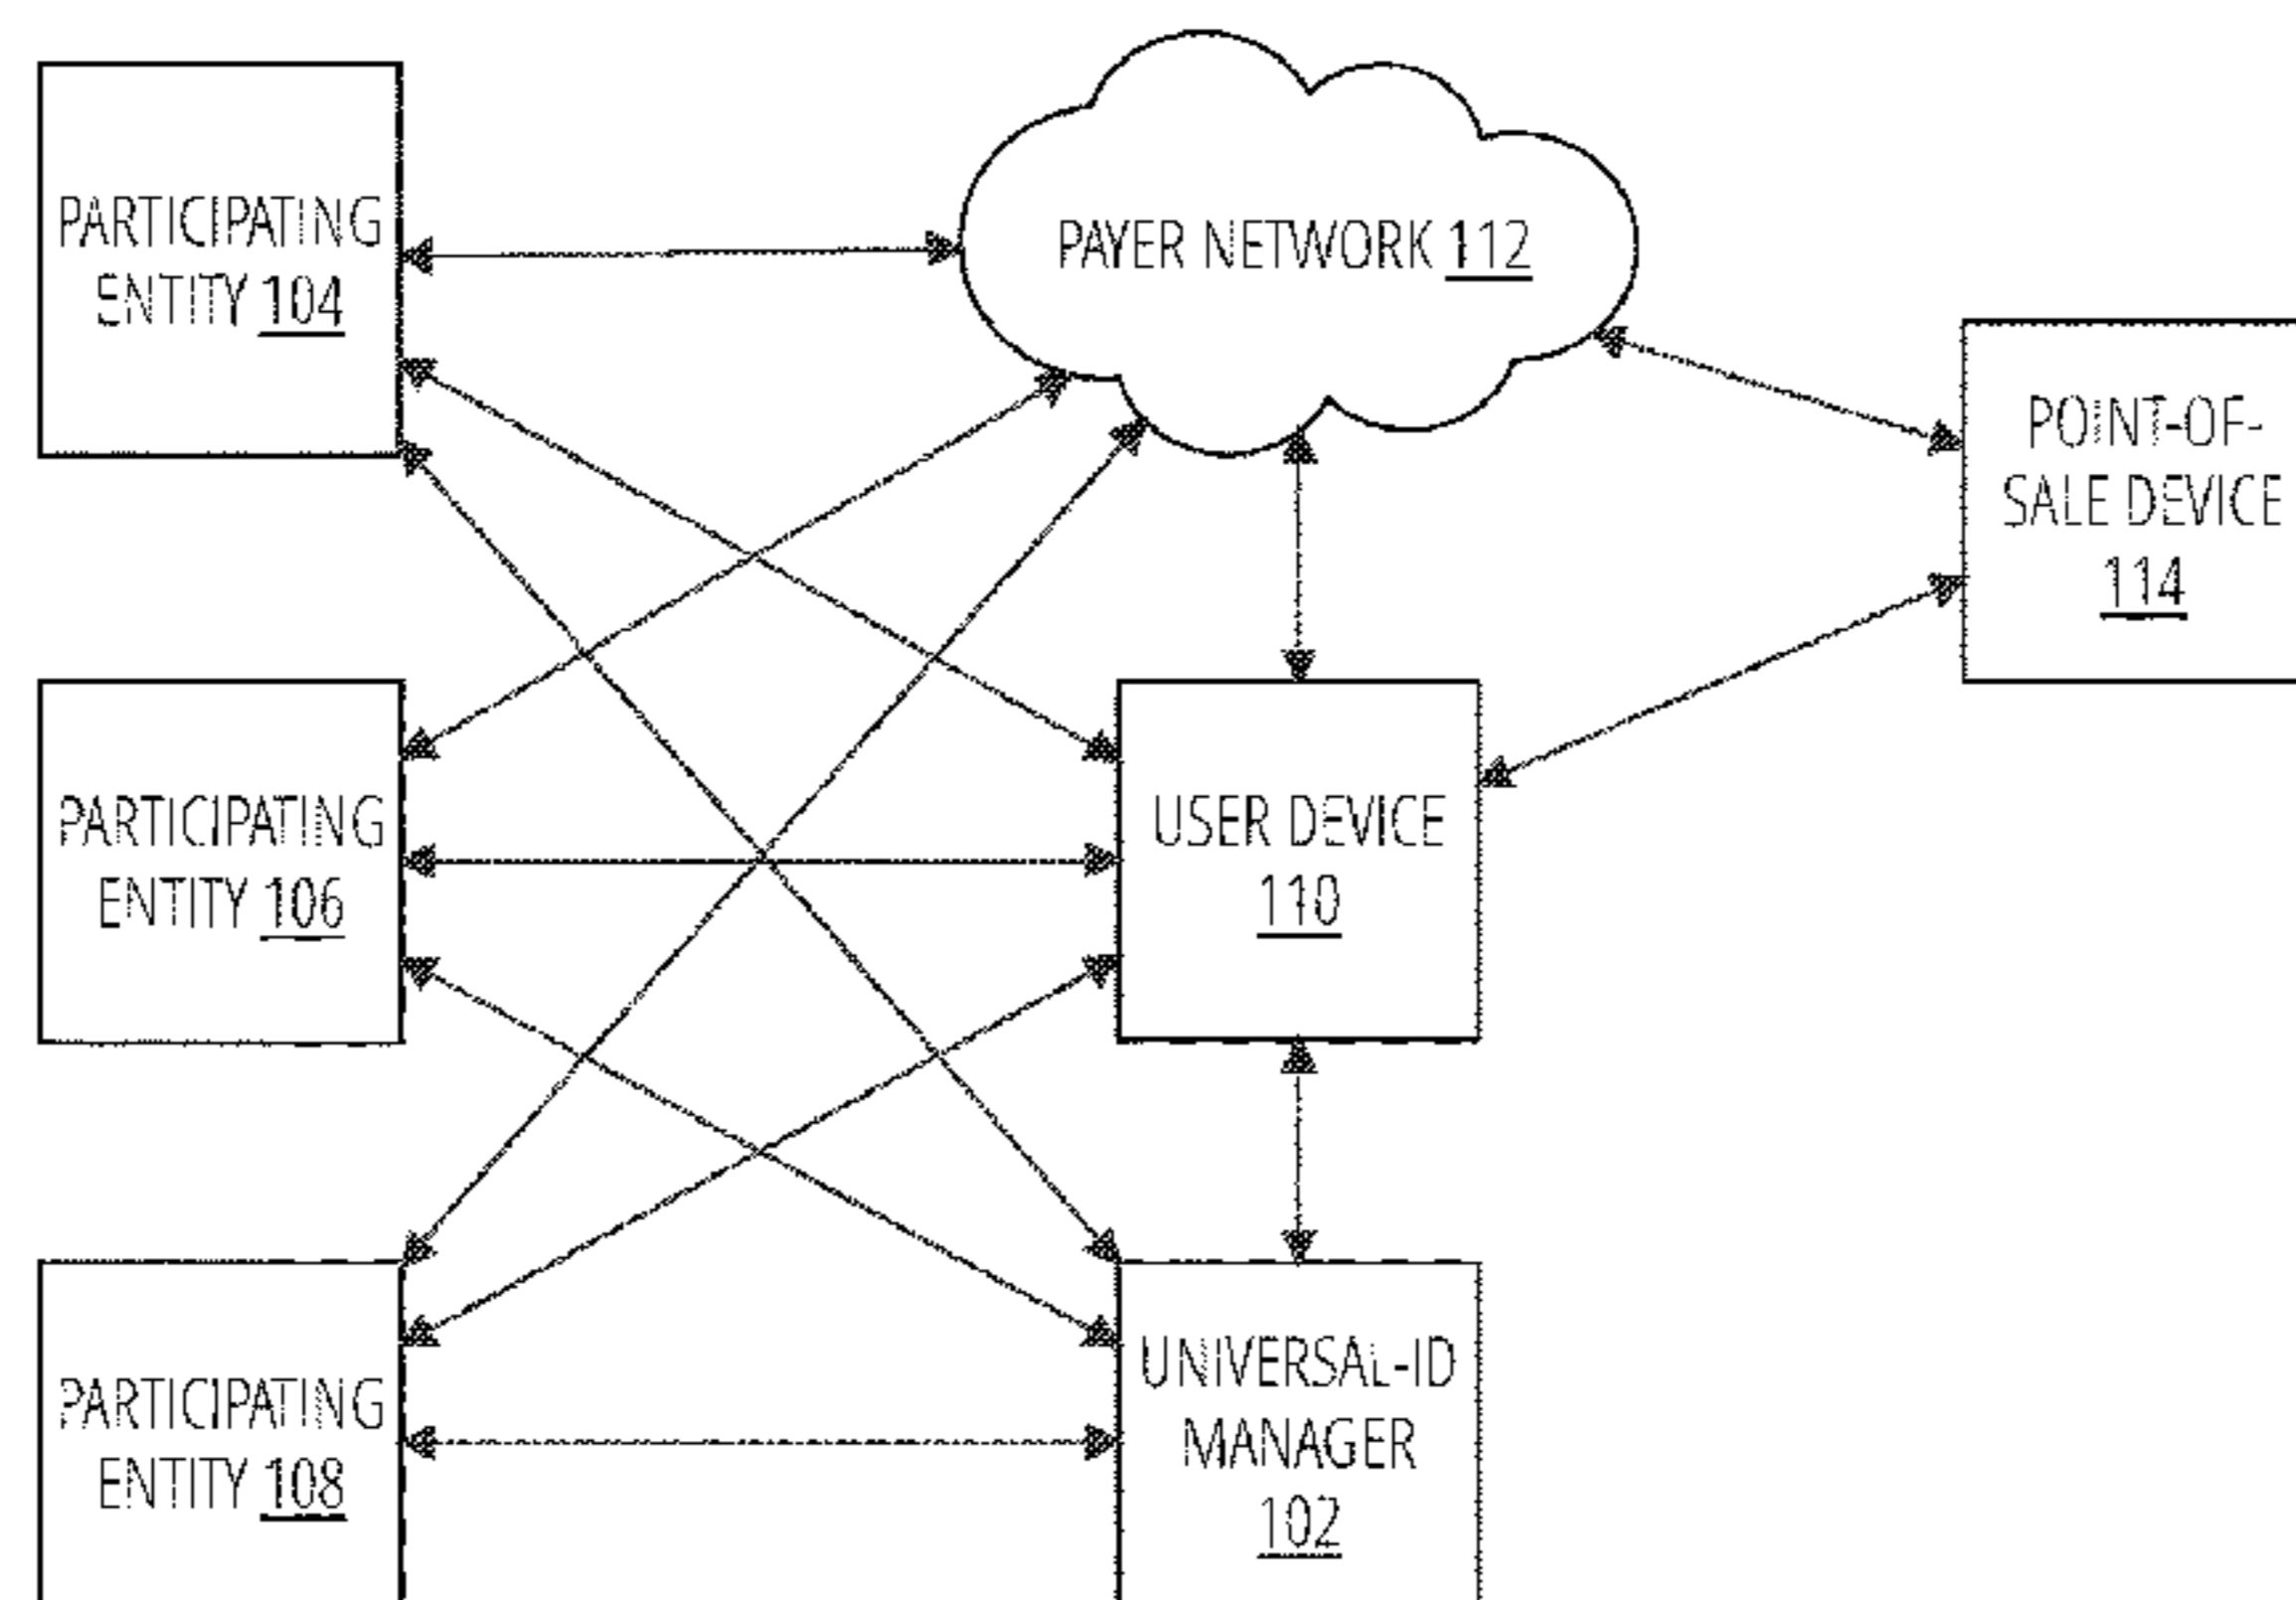 PARTICIPATING
ENTITY 104
PAYER NETWORK 112
POINT-OF-
SALE DEVICE
114
PARTICIPATING
ENTITY 106
USER DEVICE
110
PARTICIPATING
ENTITY 108
UNIVERSAL-ID
MANAGER
102